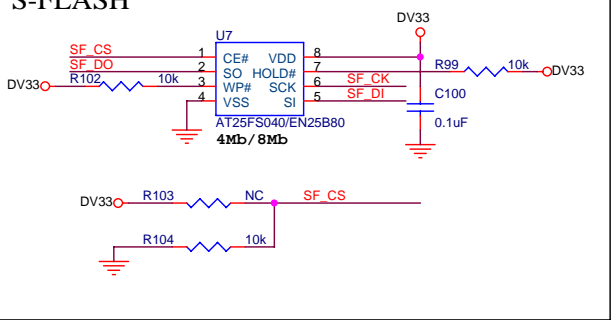 S-FLASH
DV33
U7
SF_CS 1 CE# VDD 8
SF_DO 2 SO HOLD# 7 R99 10k DV33
DV33 R102 10k 3 WP# SCK 6 SF_CK
4 VSS SI 5 SF_DI C100
AT25FS040/EN25B80 0.1uF
4Mb/8Mb
DV33 R103 NC SF_CS
R104 10k